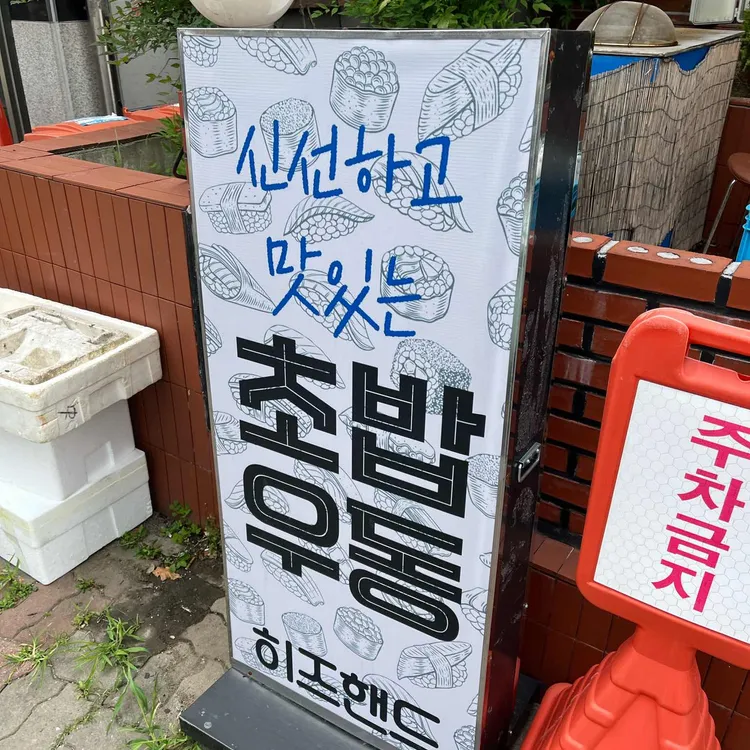 신선하고
맛있는
초밥
우동
히즈핸드
주차금지